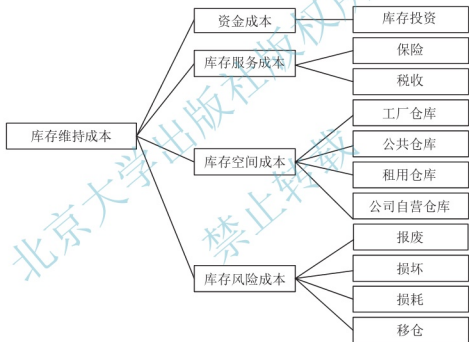 库存维持成本
资金成本
库存投资
库存服务成本
保险
税收
库存空间成本
工厂仓库
公共仓库
租用仓库
公司自营仓库
库存风险成本
报废
损坏
损耗
移仓
北京大学出版社版权所
禁止转载